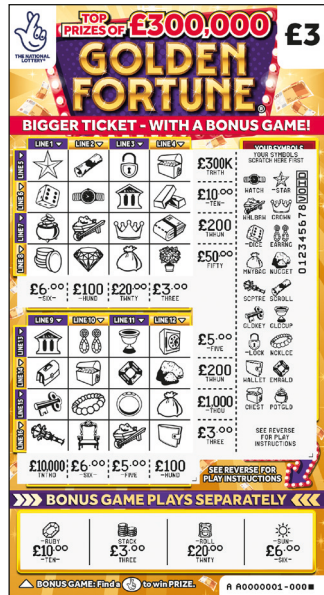 THE NATIONAL
LOTTERY®
TOP
PRIZES OF £300,000
£3
GOLDEN
FORTUNE
BIGGER TICKET - WITH A BONUS GAME!
LINE 1 LINE 2 LINE 3 LINE 4
LINE 5
LINE 6
LINE 7
LINE 8
£300K
TRHTH
£10.00
-TEN-
£200
TWHUN
£50.00
FIFTY
£6.00 £100 £20.00 £3.00
-SIX- -HUND TWNTY THREE
YOUR SYMBOLS
YOUR SYMBOLS
SCRATCH HERE FIRST
WATCH -STAR
WHLBRW CROWN
-DICE EARRNG
MNYBAG NUGGET
SCPTRE SCROLL
GLDKEY GLDCUP
-LOCK NCKLCE
WALLET EMRALD
CHEST POTGLD
SEE REVERSE
FOR PLAY
INSTRUCTIONS
012345678 VOID
LINE 9 LINE 10 LINE 11 LINE 12
LINE 13
LINE 14
LINE 15
LINE 16
£5.00
-FIVE
£200
TWHUN
£1,000
-THOU
£3.00
THREE
£10,000 £6.00 £5.00 £100
TNTHO -SIX- -FIVE -HUND
SEE REVERSE FOR
PLAY INSTRUCTIONS
BONUS GAME PLAYS SEPARATELY
-RUBY STACK -ROLL -SUN-
£10.00 £3.00 £20.00 £6.00
-TEN- THREE TWNTY -SIX-
BONUS GAME: Find a to win PRIZE.
A A0000001-000